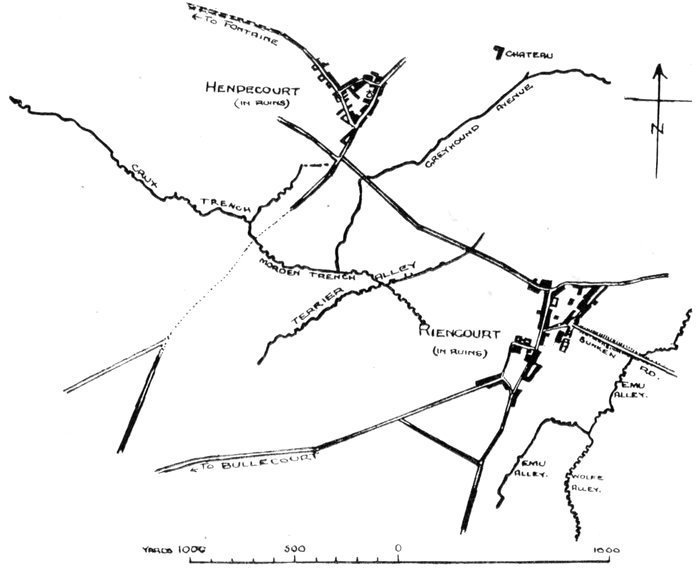 ← TO FONTAINE
CHATEAU
HENDECOURT
(IN RUINS)
GREYHOUND AVENUE
N
CRUX TRENCH
MORDEN TRENCH
TERRIER ALLEY
RIENCOURT
(IN RUINS)
BUNKEN RD.
EMU
ALLEY.
EMU
ALLEY
WOLFE
ALLEY.
← TO BULLECOURT
YARDS 1000 500 0 1000